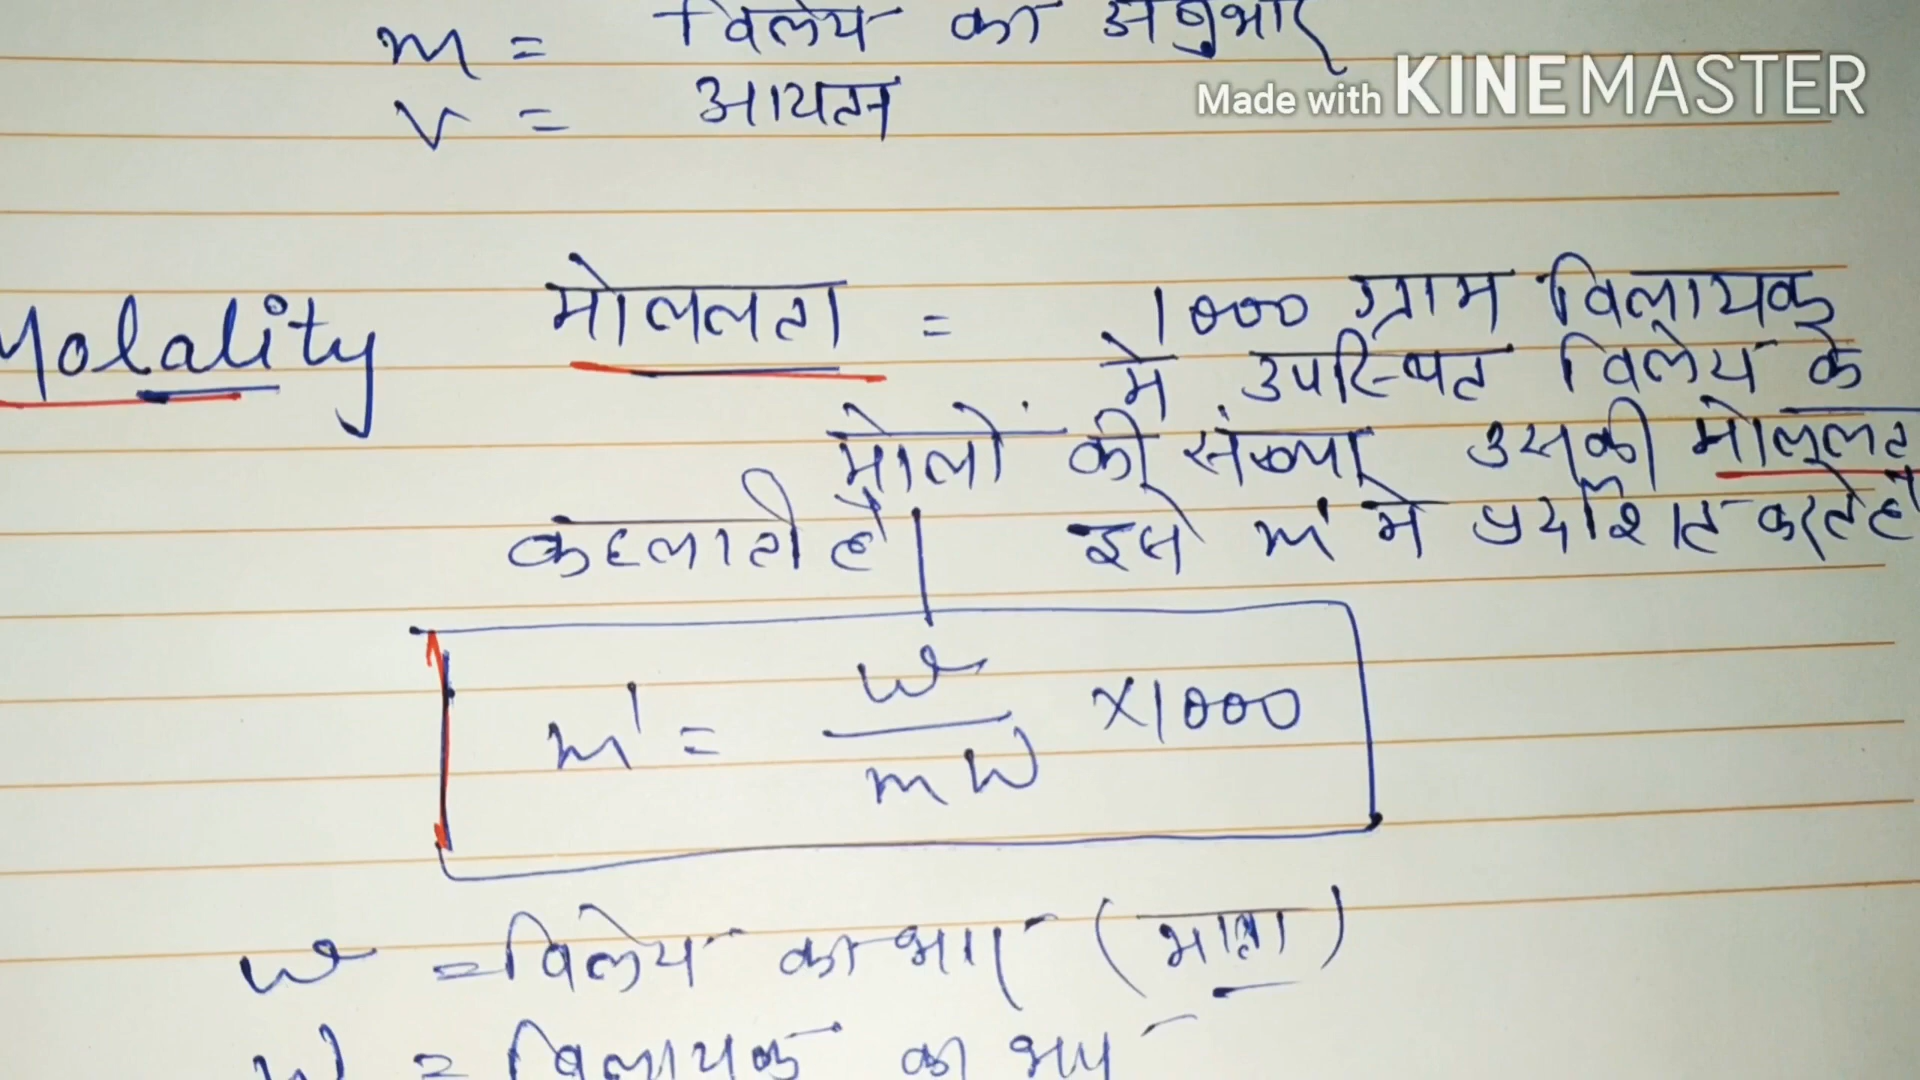 m = विलेय का अणुभार
v = आयतन
Made with KINEMASTER
Molality मोललता = 1000 ग्राम विलायक
मे उपस्थित विलेय के
मोलों की संख्या उसकी मोललत
कहलाती है| इसे m' मे प्रदर्शित करते है
m' = w
mW ×1000
w = विलेय का भार (मात्रा)
W = विलायक का भार